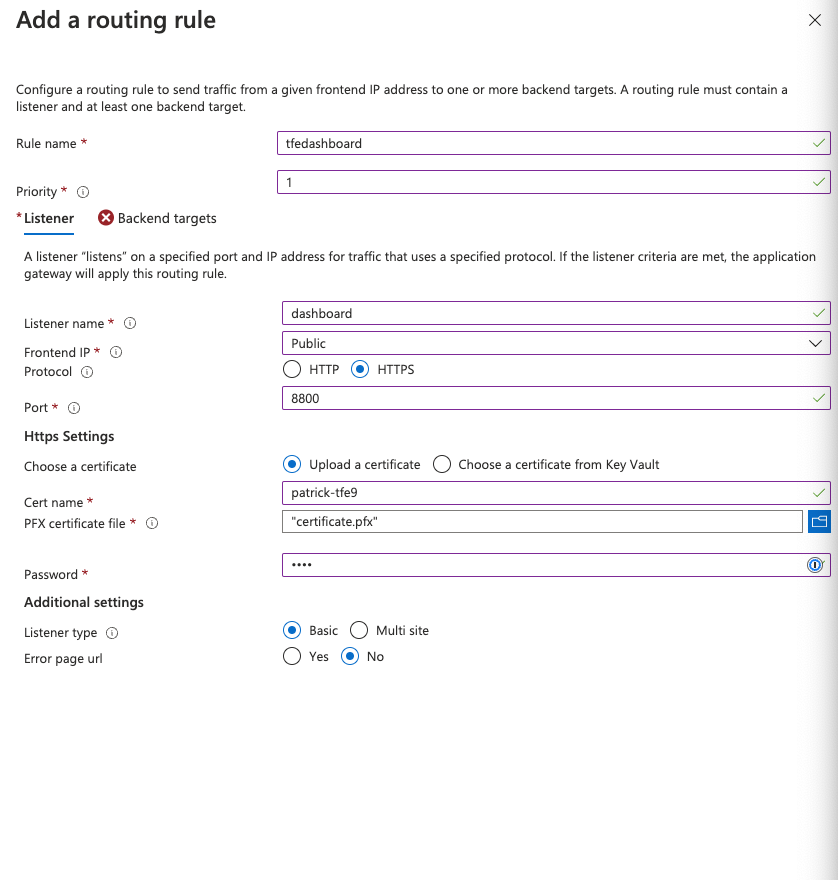 Add a routing rule
Configure a routing rule to send traffic from a given frontend IP address to one or more backend targets. A routing rule must contain a
listener and at least one backend target.
Rule name *
tfedashboard
Priority *
1
* Listener
Backend targets
A listener “listens” on a specified port and IP address for traffic that uses a specified protocol. If the listener criteria are met, the application
gateway will apply this routing rule.
Listener name *
dashboard
Frontend IP *
Public
Protocol
HTTP
HTTPS
Port *
8800
Https Settings
Choose a certificate
Upload a certificate
Choose a certificate from Key Vault
Cert name *
patrick-tfe9
PFX certificate file *
"certificate.pfx"
Password *
••••
Additional settings
Listener type
Basic
Multi site
Error page url
Yes
No